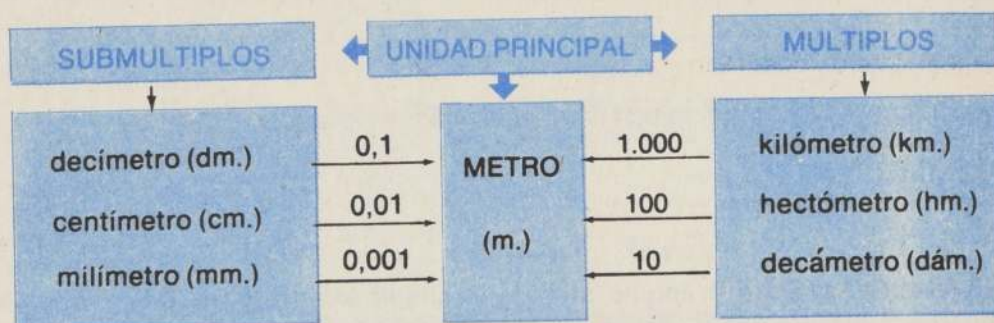 SUBMULTIPLOS
UNIDAD PRINCIPAL
MULTIPLOS
decímetro (dm.)
0,1
METRO
1.000
kilómetro (km.)
centímetro (cm.)
0,01
(m.)
100
hectómetro (hm.)
milímetro (mm.)
0,001
10
decámetro (dám.)